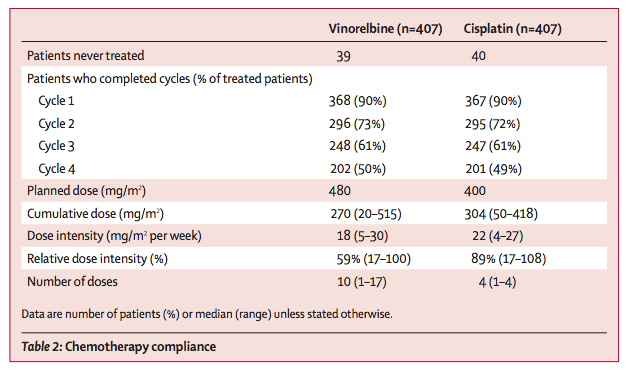 Vinorelbine (n=407) Cisplatin (n=407)
Patients never treated 39 40
Patients who completed cycles (% of treated patients)
Cycle 1 368 (90%) 367 (90%)
Cycle 2 296 (73%) 295 (72%)
Cycle 3 248 (61%) 247 (61%)
Cycle 4 202 (50%) 201 (49%)
Planned dose (mg/m²) 480 400
Cumulative dose (mg/m²) 270 (20–515) 304 (50–418)
Dose intensity (mg/m² per week) 18 (5–30) 22 (4–27)
Relative dose intensity (%) 59% (17–100) 89% (17–108)
Number of doses 10 (1–17) 4 (1–4)
Data are number of patients (%) or median (range) unless stated otherwise.
Table 2: Chemotherapy compliance